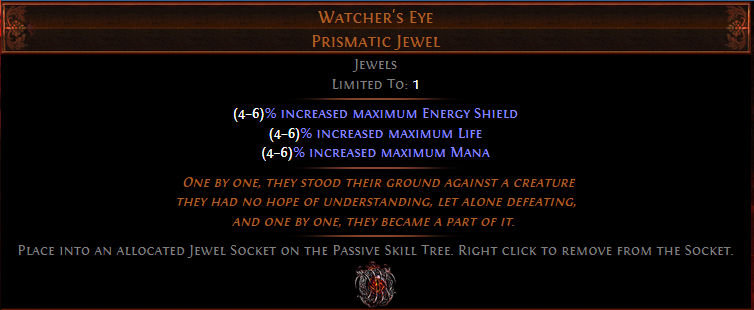 Watcher's Eye
Prismatic Jewel
Jewels
Limited To: 1
(4–6)% increased maximum Energy Shield
(4–6)% increased maximum Life
(4–6)% increased maximum Mana
One by one, they stood their ground against a creature
they had no hope of understanding, let alone defeating,
and one by one, they became a part of it.
Place into an allocated Jewel Socket on the Passive Skill Tree. Right click to remove from the Socket.